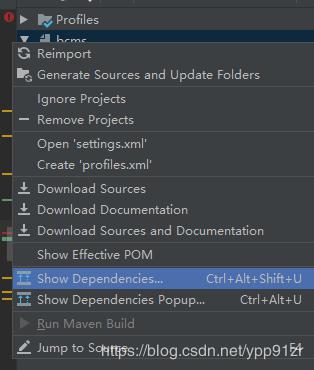 Profiles
bcms
Reimport
Generate Sources and Update Folders
Ignore Projects
Remove Projects
Open 'settings.xml'
Create 'profiles.xml'
Download Sources
Download Documentation
Download Sources and Documentation
Show Effective POM
Show Dependencies... Ctrl+Alt+Shift+U
Show Dependencies Popup... Ctrl+Alt+U
Run Maven Build
Jump to Source F4
https://blog.csdn.net/ypp91zr